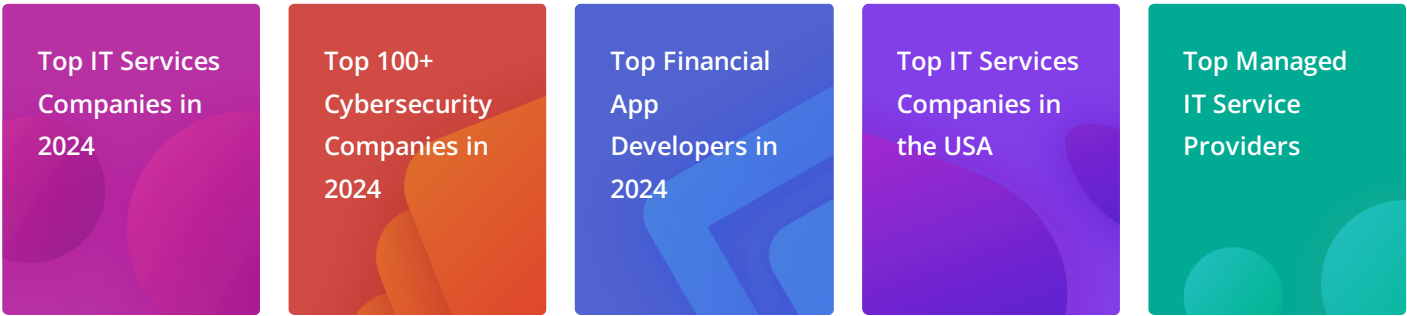 Top IT Services
Companies in
2024
Top 100+
Cybersecurity
Companies in
2024
Top Financial
App
Developers in
2024
Top IT Services
Companies in
the USA
Top Managed
IT Service
Providers